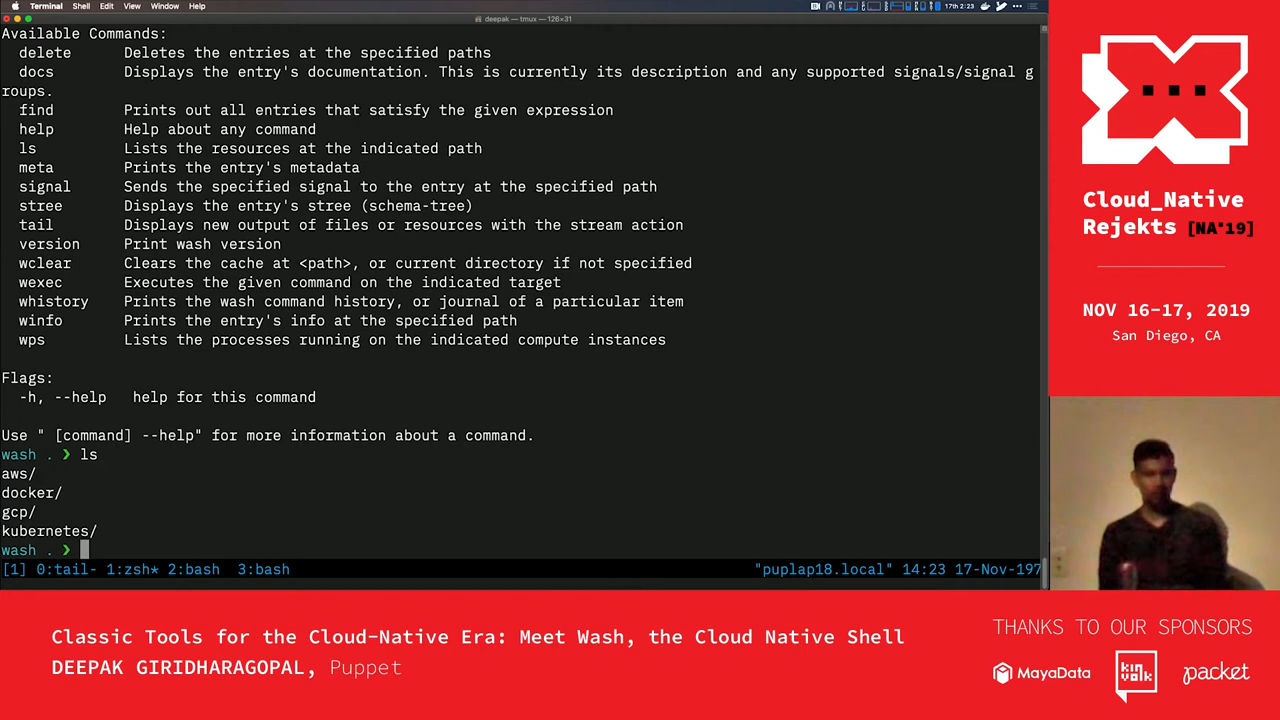 Terminal Shell Edit View Window Help
17th 2:23
deepak — tmux — 126×31
Available Commands:
delete Deletes the entries at the specified paths
docs Displays the entry's documentation. This is currently its description and any supported signals/signal g
roups.
find Prints out all entries that satisfy the given expression
help Help about any command
ls Lists the resources at the indicated path
meta Prints the entry's metadata
signal Sends the specified signal to the entry at the specified path
stree Displays the entry's stree (schema-tree)
tail Displays new output of files or resources with the stream action
version Print wash version
wclear Clears the cache at <path>, or current directory if not specified
wexec Executes the given command on the indicated target
whistory Prints the wash command history, or journal of a particular item
winfo Prints the entry's info at the specified path
wps Lists the processes running on the indicated compute instances
Flags:
-h, --help help for this command
Use " [command] --help" for more information about a command.
wash . ❯ ls
aws/
docker/
gcp/
kubernetes/
wash . ❯
[1] 0:tail- 1:zsh* 2:bash 3:bash "puplap18.local" 14:23 17-Nov-197
Cloud_Native
Rejekts [NA'19]
NOV 16-17, 2019
San Diego, CA
Classic Tools for the Cloud-Native Era: Meet Wash, the Cloud Native Shell
DEEPAK GIRIDHARAGOPAL, Puppet
THANKS TO OUR SPONSORS
MayaData
kinvolk
packet